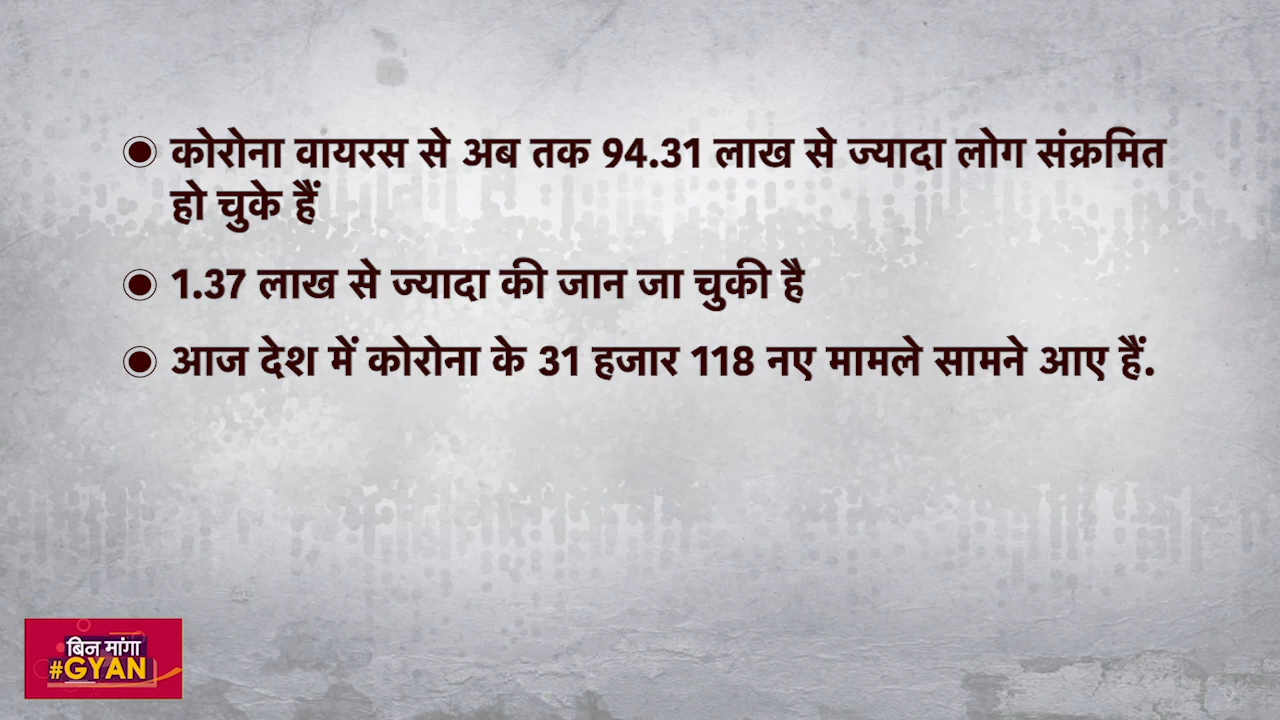 कोरोना वायरस से अब तक 94.31 लाख से ज्यादा लोग संक्रमित
हो चुके हैं
1.37 लाख से ज्यादा की जान जा चुकी है
आज देश में कोरोना के 31 हजार 118 नए मामले सामने आए हैं.
बिन मांगा
#GYAN